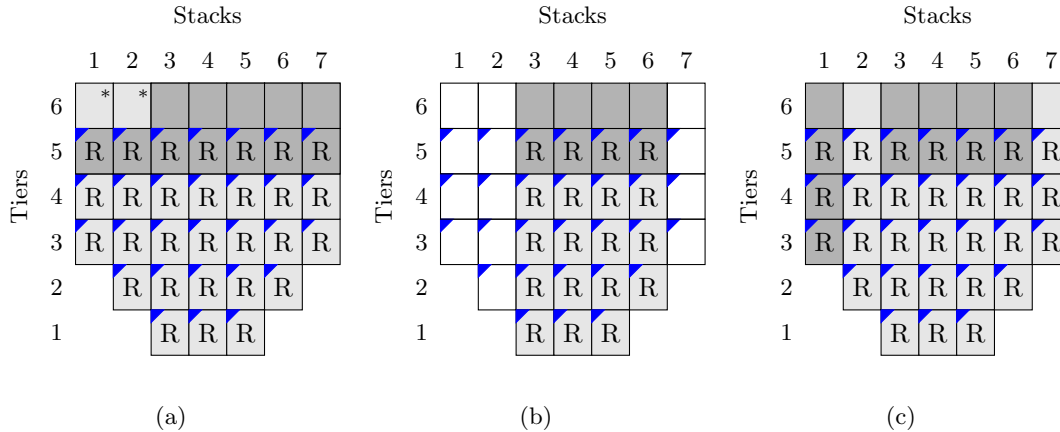 Stacks Stacks Stacks
1 2 3 4 5 6 7 1 2 3 4 5 6 7 1 2 3 4 5 6 7
6 * * 6 6
5 R R R R R R R 5 R R R R 5 R R R R R R R
Tiers 4 R R R R R R R Tiers 4 R R R R Tiers 4 R R R R R R R
3 R R R R R R R 3 R R R R 3 R R R R R R R
2 R R R R R 2 R R R R 2 R R R R R
1 R R R 1 R R R 1 R R R
(a) (b) (c)